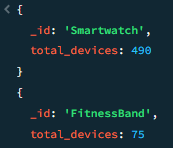 {
_id: 'Smartwatch',
total_devices: 490
}
{
_id: 'FitnessBand',
total_devices: 75